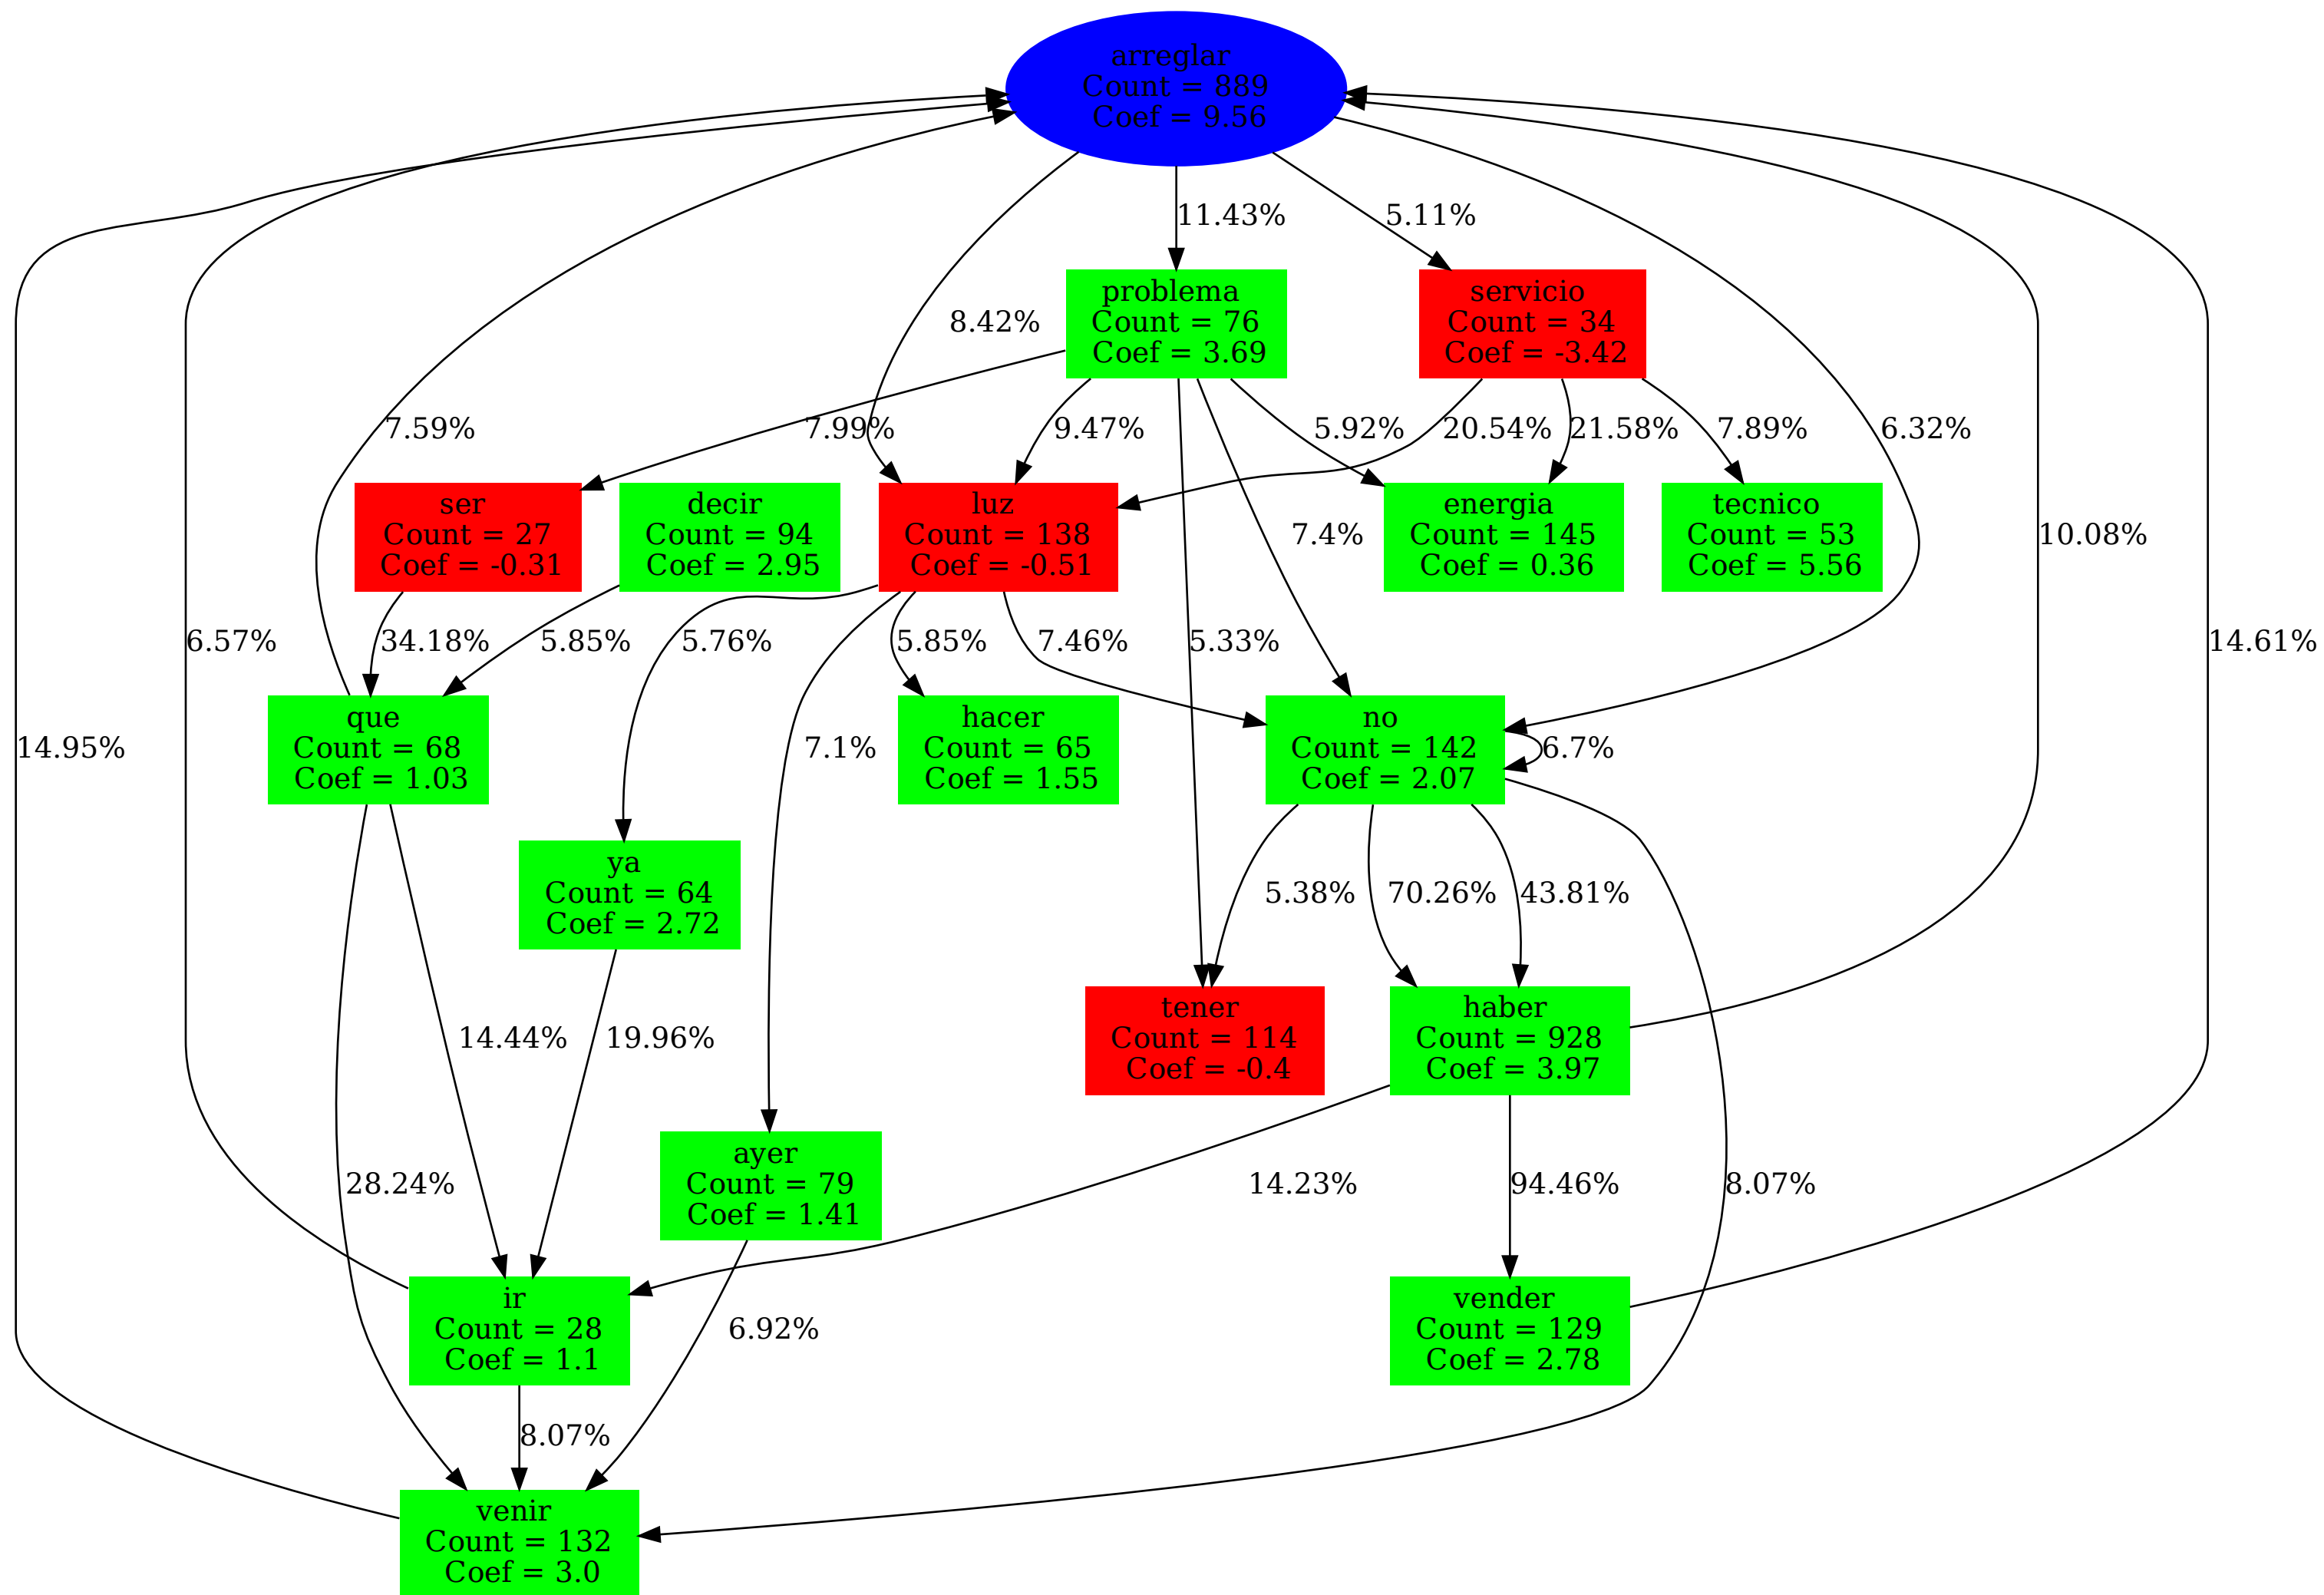 arreglar
Count = 889
Coef = 9.56
11.43%
5.11%
problema
Count = 76
Coef = 3.69
servicio
Count = 34
Coef = -3.42
8.42%
7.59%
7.99%
9.47%
5.92%
20.54%
21.58%
7.89%
6.32%
ser
Count = 27
Coef = -0.31
decir
Count = 94
Coef = 2.95
luz
Count = 138
Coef = -0.51
energia
Count = 145
Coef = 0.36
tecnico
Count = 53
Coef = 5.56
7.4%
10.08%
6.57%
34.18%
5.85%
5.76%
5.85%
7.46%
5.33%
14.61%
que
Count = 68
Coef = 1.03
hacer
Count = 65
Coef = 1.55
no
Count = 142
Coef = 2.07
14.95%
7.1%
6.7%
ya
Count = 64
Coef = 2.72
5.38%
70.26%
43.81%
14.44%
19.96%
tener
Count = 114
Coef = -0.4
haber
Count = 928
Coef = 3.97
ayer
Count = 79
Coef = 1.41
28.24%
14.23%
94.46%
8.07%
ir
Count = 28
Coef = 1.1
6.92%
vender
Count = 129
Coef = 2.78
8.07%
venir
Count = 132
Coef = 3.0